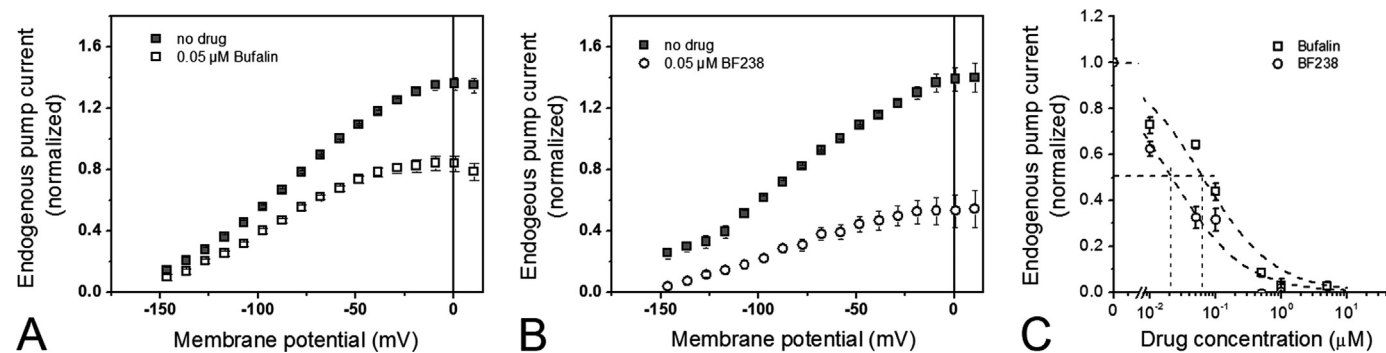 Endogenous pump current
(normalized)
1.6
1.2
0.8
0.4
0.0
no drug
0.05 µM Bufalin
-150
-100
-50
0
Membrane potential (mV)
A
Endogeous pump current
(normalized)
1.6
1.2
0.8
0.4
0.0
no drug
0.05 µM BF238
-150
-100
-50
0
Membrane potential (mV)
B
Endogenous pump current
(normalized)
1.2
1.0
0.8
0.6
0.4
0.2
0.0
Bufalin
BF238
0
10⁻²
10⁻¹
10⁰
10¹
Drug concentration (µM)
C